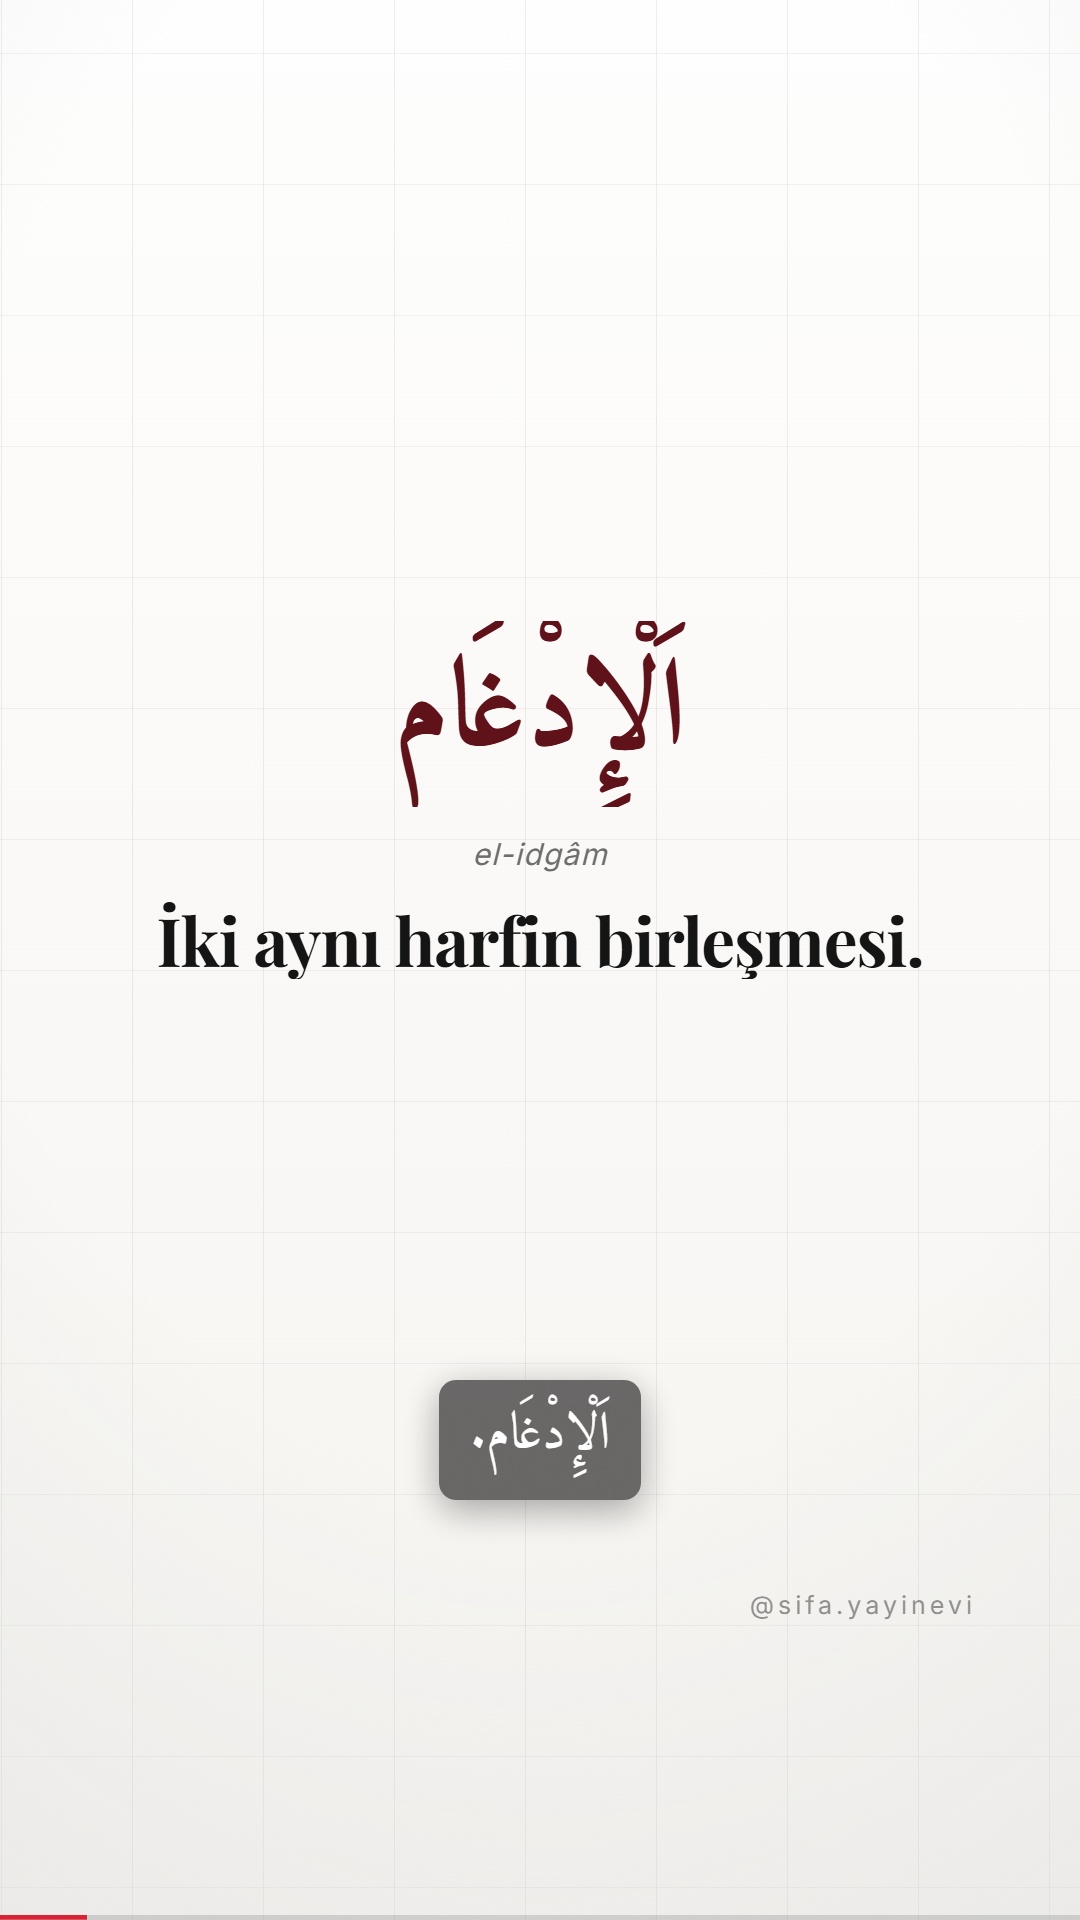 اَلْإِدْغَام
el-idgâm
İki aynı harfin birleşmesi.
اَلْإِدْغَام.
@sifa.yayinevi